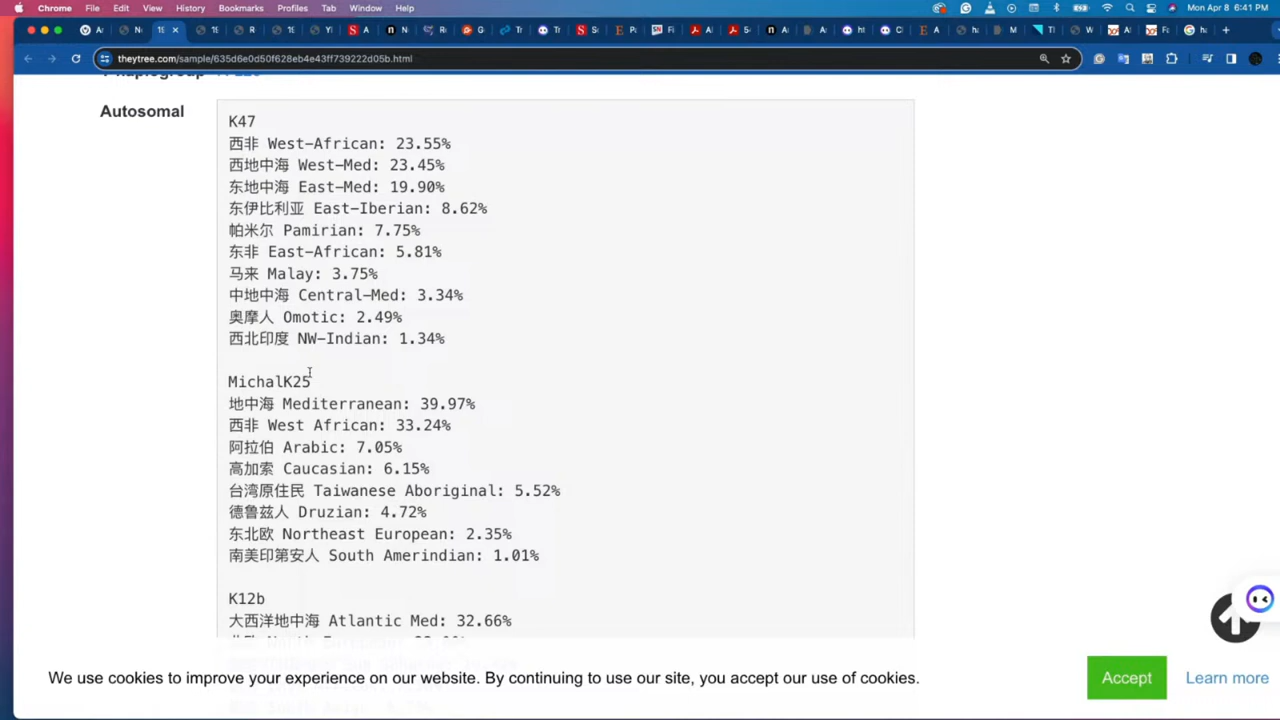 Chrome File Edit View History Bookmarks Profiles Tab Window Help Mon Apr 8 6:41 PM
theytree.com/sample/635d6e0d50f628eb4e43ff739222d05b.html
Autosomal
K47
西非 West-African: 23.55%
西地中海 West-Med: 23.45%
东地中海 East-Med: 19.90%
东伊比利亚 East-Iberian: 8.62%
帕米尔 Pamirian: 7.75%
东非 East-African: 5.81%
马来 Malay: 3.75%
中地中海 Central-Med: 3.34%
奥摩人 Omotic: 2.49%
西北印度 NW-Indian: 1.34%
MichalK25
地中海 Mediterranean: 39.97%
西非 West African: 33.24%
阿拉伯 Arabic: 7.05%
高加索 Caucasian: 6.15%
台湾原住民 Taiwanese Aboriginal: 5.52%
德鲁兹人 Druzian: 4.72%
东北欧 Northeast European: 2.35%
南美印第安人 South Amerindian: 1.01%
K12b
大西洋地中海 Atlantic Med: 32.66%
We use cookies to improve your experience on our website. By continuing to use our site, you accept our use of cookies.
Accept
Learn more